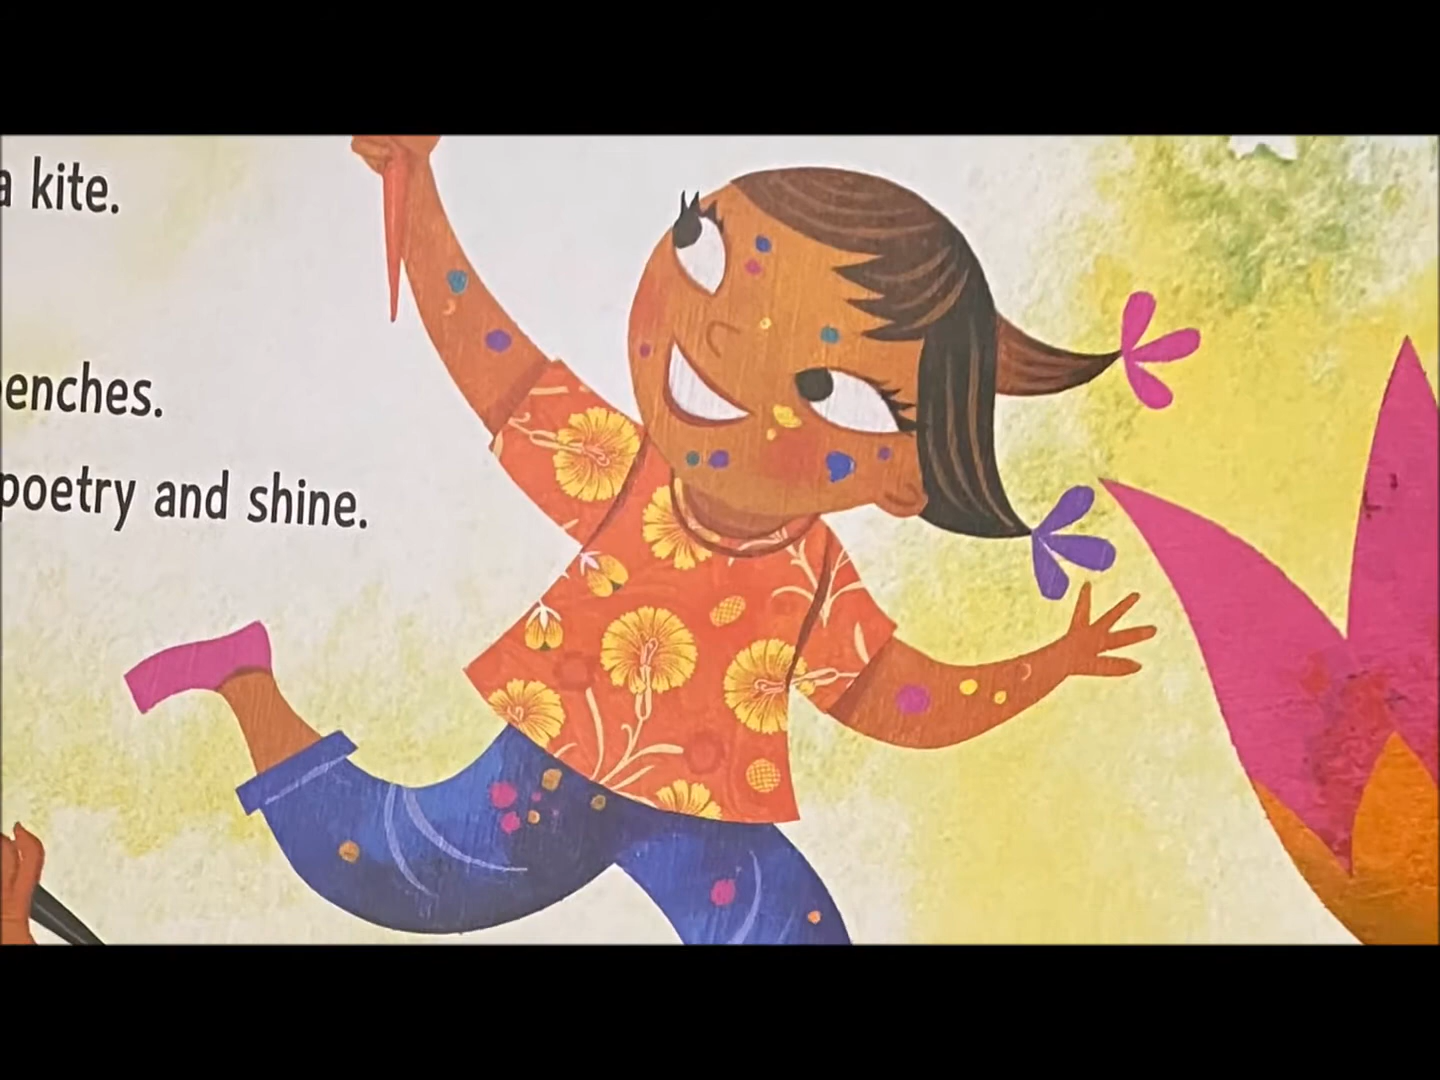 a kite.
enches.
poetry and shine.